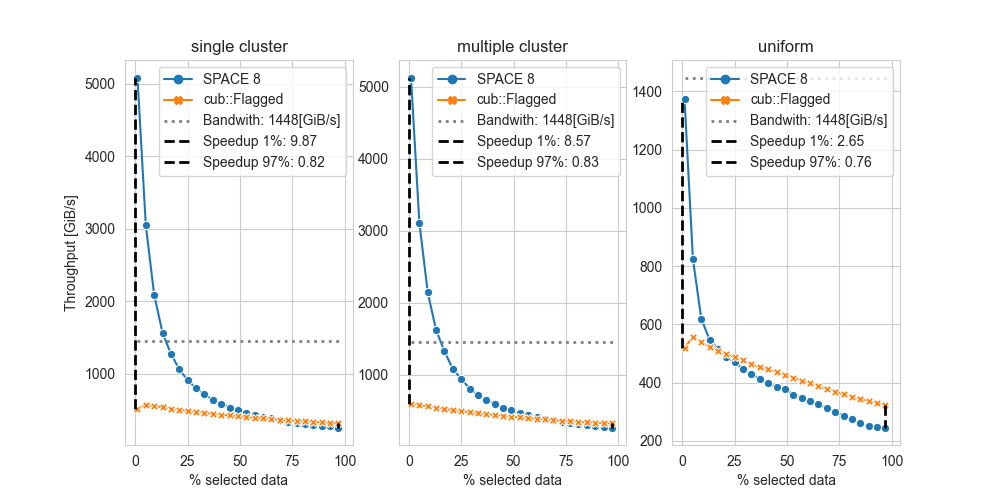 single cluster
multiple cluster
uniform
Throughput [GiB/s]
5000
4000
3000
2000
1000
SPACE 8
cub::Flagged
Bandwith: 1448[GiB/s]
Speedup 1%: 9.87
Speedup 97%: 0.82
0
25
50
75
100
% selected data
5000
4000
3000
2000
1000
SPACE 8
cub::Flagged
Bandwith: 1448[GiB/s]
Speedup 1%: 8.57
Speedup 97%: 0.83
0
25
50
75
100
% selected data
1400
1200
1000
800
600
400
200
SPACE 8
cub::Flagged
Bandwith: 1448[GiB/s]
Speedup 1%: 2.65
Speedup 97%: 0.76
0
25
50
75
100
% selected data